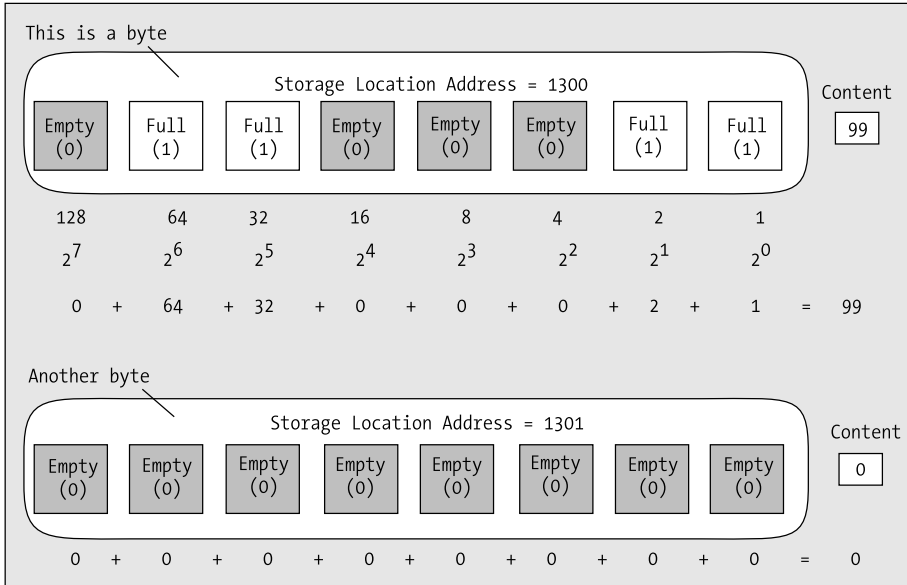 This is a byte
Storage Location Address = 1300
Content
Empty (0) Full (1) Full (1) Empty (0) Empty (0) Empty (0) Full (1) Full (1)
99
128 64 32 16 8 4 2 1
2^7 2^6 2^5 2^4 2^3 2^2 2^1 2^0
0 + 64 + 32 + 0 + 0 + 0 + 2 + 1 = 99
Another byte
Storage Location Address = 1301
Content
Empty (0) Empty (0) Empty (0) Empty (0) Empty (0) Empty (0) Empty (0) Empty (0)
0
0 + 0 + 0 + 0 + 0 + 0 + 0 + 0 = 0